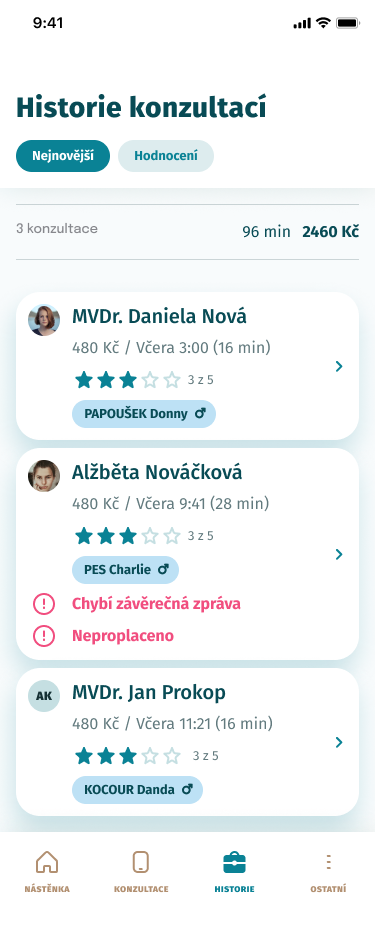 9:41
Historie konzultací
Nejnovější
Hodnocení
3 konzultace
96 min 2460 Kč
MVDr. Daniela Nová
480 Kč / Včera 3:00 (16 min)
3 z 5
PAPOUŠEK Donny
Alžběta Nováčková
480 Kč / Včera 9:41 (28 min)
3 z 5
PES Charlie
Chybí závěrečná zpráva
Neproplaceno
AK
MVDr. Jan Prokop
480 Kč / Včera 11:21 (16 min)
3 z 5
KOCOUR Danda
NÁSTĚNKA
KONZULTACE
HISTORIE
OSTATNÍ